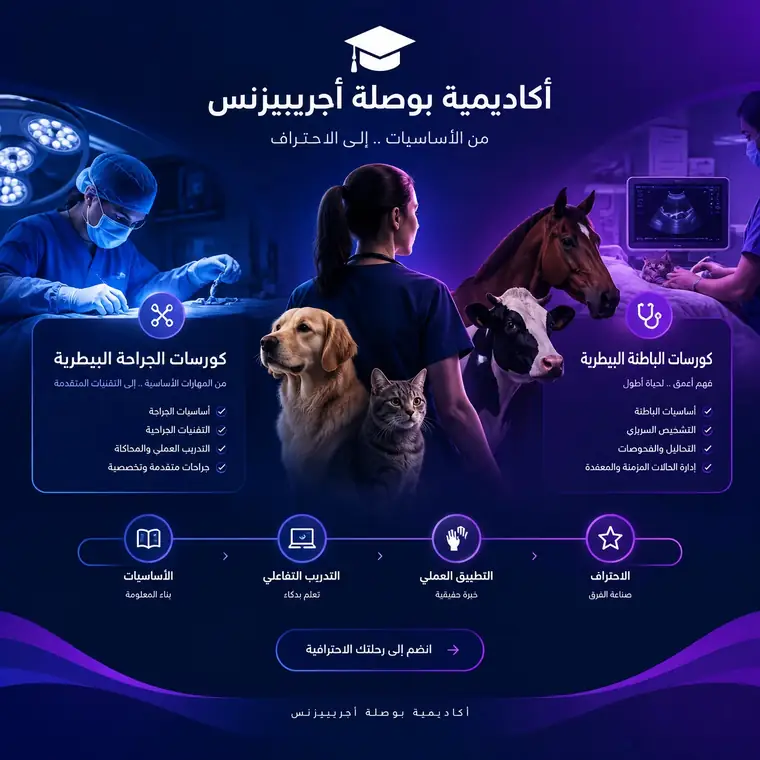 أكاديمية بوصلة أجريبيزنس
من الأساسيات .. إلى الاحتراف
كورسات الباطنة البيطرية
فهم أعمق .. لحياة أطول
أساسيات الباطنة
التشخيص السريري
التحاليل والفحوصات
إدارة الحالات المزمنة والمعقدة
كورسات الجراحة البيطرية
من المهارات الأساسية .. إلى التقنيات المتقدمة
أساسيات الجراحة
التقنيات الجراحية
التدريب العملي والمحاكاة
جراحات متقدمة وتخصصية
الأساسيات
بناء المعلومة
التدريب التفاعلي
تعلم بذكاء
التطبيق العملي
خبرة حقيقية
الاحتراف
صناعة الفرق
انضم إلى رحلتك الاحترافية
أكاديمية بوصلة أجريبيزنس